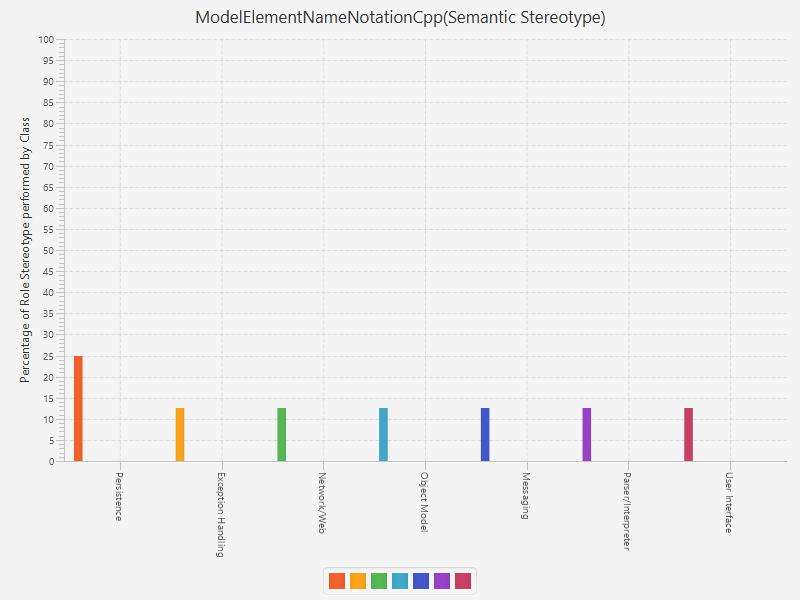 ModelElementNameNotationCpp(Semantic Stereotype)
Percentage of Role Stereotype performed by Class
100
95
90
85
80
75
70
65
60
55
50
45
40
35
30
25
20
15
10
5
0
Persistence
Exception Handling
Network/Web
Object Model
Messaging
Parser/Interpreter
User Interface